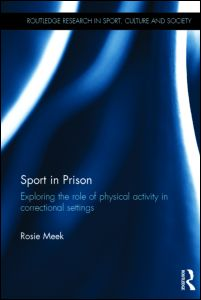 ROUTLEDGE RESEARCH IN SPORT, CULTURE AND SOCIETY
Sport in Prison
Exploring the role of physical activity in
correctional settings
Rosie Meek
R
ROUTLEDGE